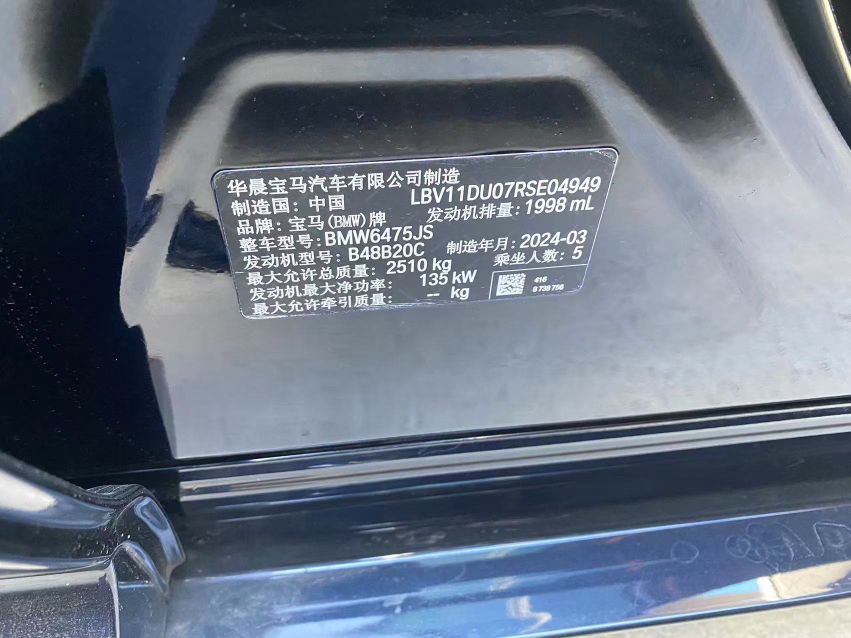 华晨宝马汽车有限公司制造
制造国：中国 LBV11DU07RSE04949
品牌：宝马(BMW)牌 发动机排量：1998 mL
整车型号：BMW6475JS
发动机型号：B48B20C 制造年月：2024-03
最大允许总质量：2510 kg 乘坐人数：5
发动机最大净功率：135 kW
最大允许牵引质量：-- kg
416
8 738 756